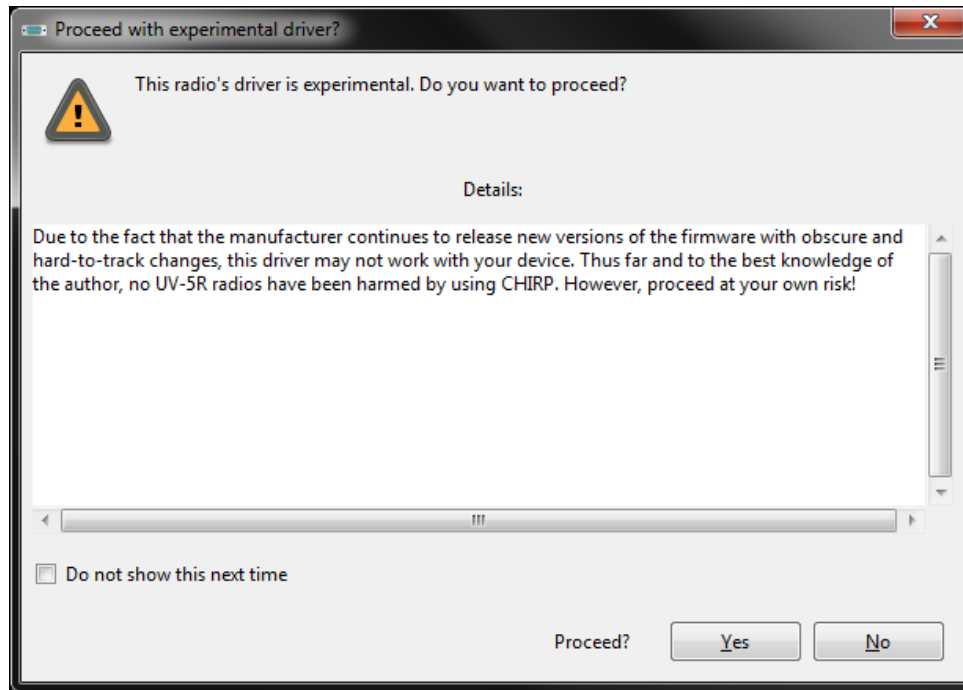 Proceed with experimental driver?
This radio's driver is experimental. Do you want to proceed?
Details:
Due to the fact that the manufacturer continues to release new versions of the firmware with obscure and
hard-to-track changes, this driver may not work with your device. Thus far and to the best knowledge of
the author, no UV-5R radios have been harmed by using CHIRP. However, proceed at your own risk!
Do not show this next time
Proceed? Yes No